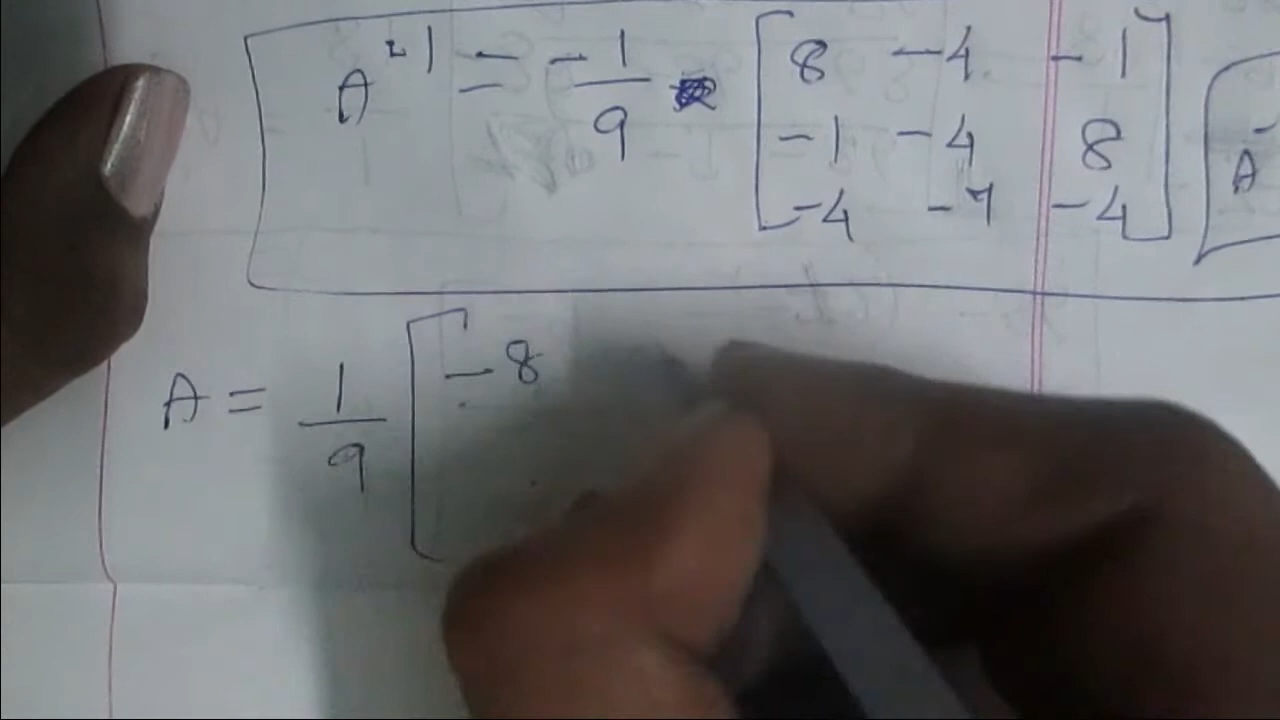 A⁻¹ = -1/9 [ 8 -4 -1
-1 -4 8
-4 -7 -4 ]
A
A = 1/9 [ -8